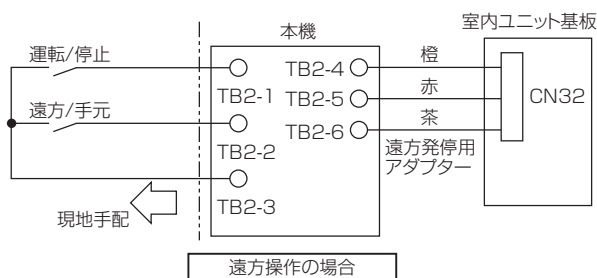 室内ユニット基板
本機
運転/停止
TB2-1
TB2-4
橙
CN32
TB2-5
赤
遠方/手元
TB2-2
TB2-6
茶
遠方発停用
アダプター
TB2-3
現地手配
遠方操作の場合